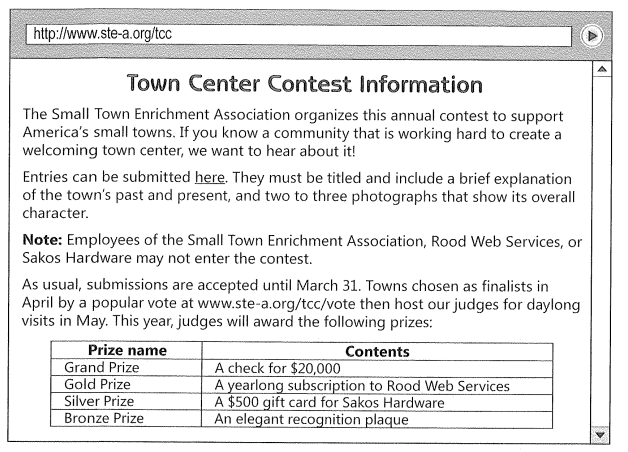 http://www.ste-a.org/tcc
Town Center Contest Information
The Small Town Enrichment Association organizes this annual contest to support
America's small towns. If you know a community that is working hard to create a
welcoming town center, we want to hear about it!
Entries can be submitted here. They must be titled and include a brief explanation
of the town's past and present, and two to three photographs that show its overall
character.
Note: Employees of the Small Town Enrichment Association, Rood Web Services, or
Sakos Hardware may not enter the contest.
As usual, submissions are accepted until March 31. Towns chosen as finalists in
April by a popular vote at www.ste-a.org/tcc/vote then host our judges for daylong
visits in May. This year, judges will award the following prizes:
Prize name Contents
Grand Prize A check for $20,000
Gold Prize A yearlong subscription to Rood Web Services
Silver Prize A $500 gift card for Sakos Hardware
Bronze Prize An elegant recognition plaque